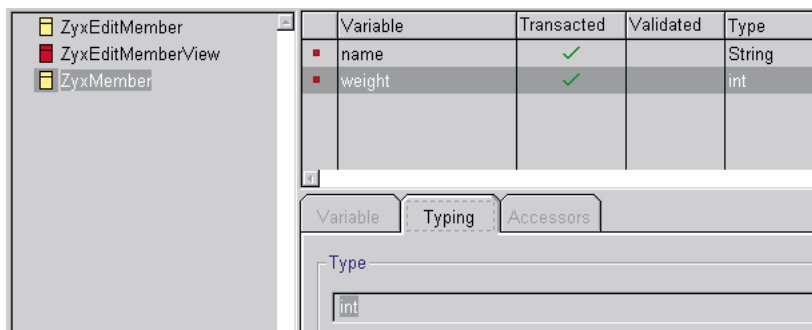 ZyxEditMember
ZyxEditMemberView
ZyxMember
Variable Transacted Validated Type
name String
weight int
Variable Typing Accessors
Type
int